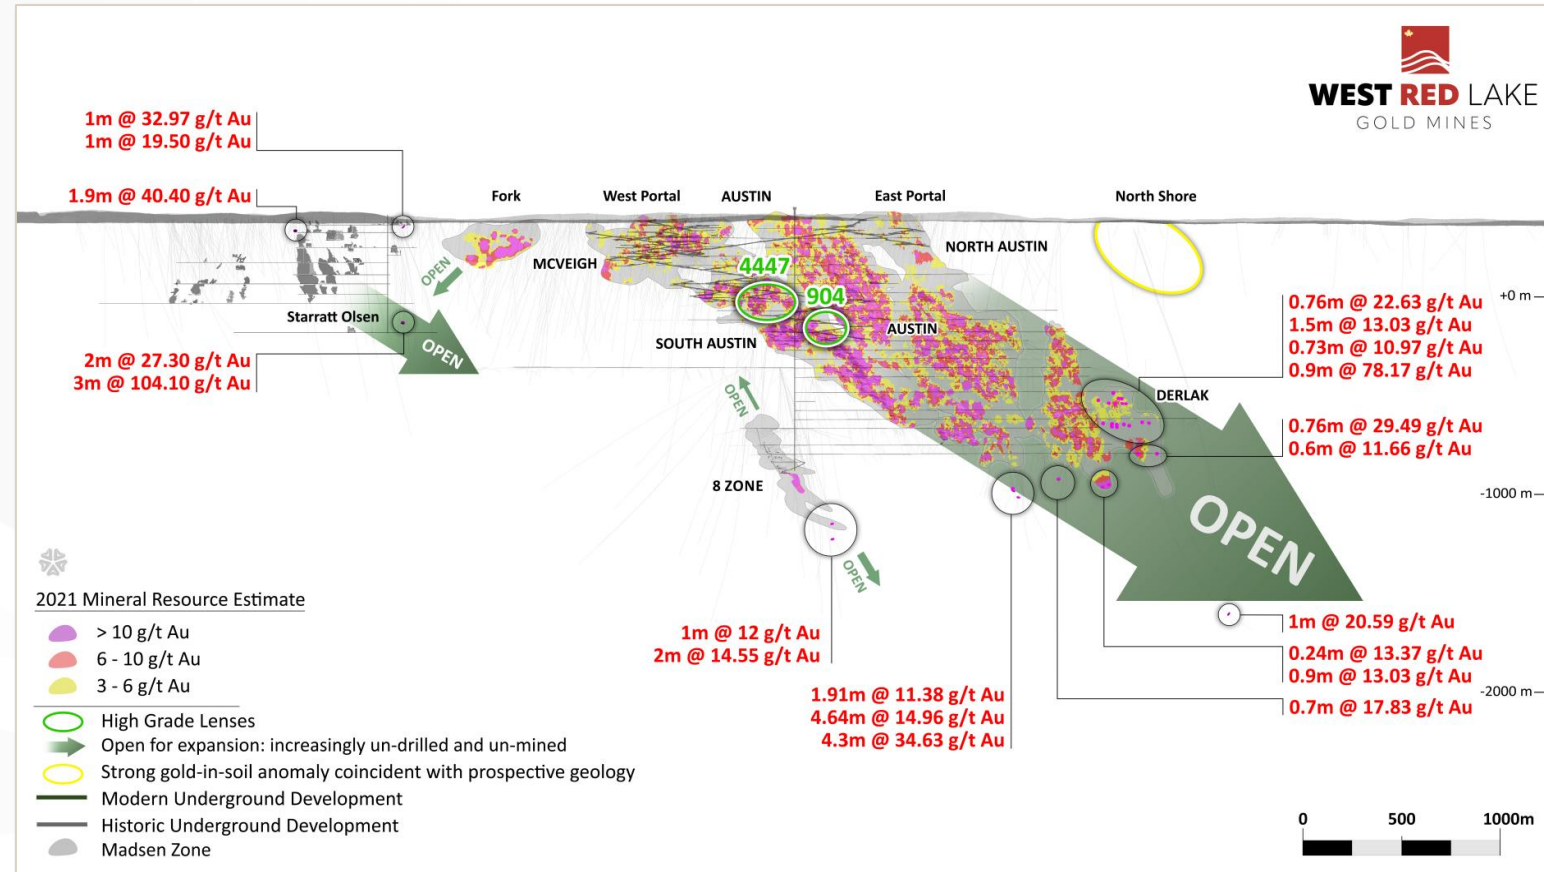 WEST RED LAKE
GOLD MINES
1m @ 32.97 g/t Au
1m @ 19.50 g/t Au
1.9m @ 40.40 g/t Au
Fork
West Portal
AUSTIN
East Portal
North Shore
NORTH AUSTIN
MCVEIGH
4447
904
OPEN
+0 m
Starratt Olsen
OPEN
SOUTH AUSTIN
AUSTIN
0.76m @ 22.63 g/t Au
1.5m @ 13.03 g/t Au
0.73m @ 10.97 g/t Au
0.9m @ 78.17 g/t Au
2m @ 27.30 g/t Au
3m @ 104.10 g/t Au
OPEN
DERLAK
0.76m @ 29.49 g/t Au
0.6m @ 11.66 g/t Au
8 ZONE
-1000 m
OPEN
OPEN
1m @ 12 g/t Au
2m @ 14.55 g/t Au
1.91m @ 11.38 g/t Au
4.64m @ 14.96 g/t Au
4.3m @ 34.63 g/t Au
1m @ 20.59 g/t Au
0.24m @ 13.37 g/t Au
0.9m @ 13.03 g/t Au
0.7m @ 17.83 g/t Au
-2000 m
2021 Mineral Resource Estimate
> 10 g/t Au
6 - 10 g/t Au
3 - 6 g/t Au
High Grade Lenses
Open for expansion: increasingly un-drilled and un-mined
Strong gold-in-soil anomaly coincident with prospective geology
Modern Underground Development
Historic Underground Development
Madsen Zone
0 500 1000m